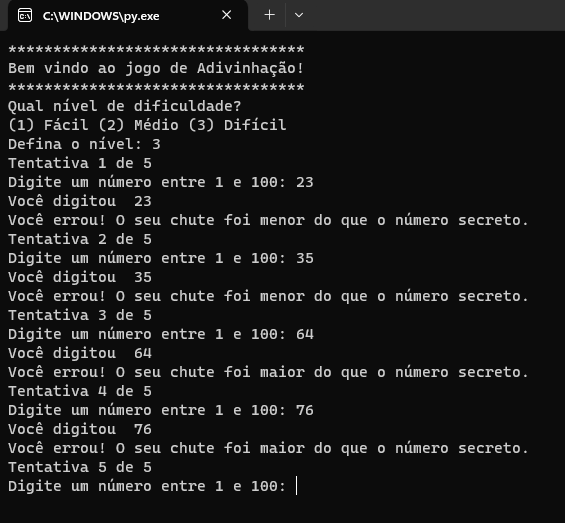 C:\WINDOWS\py.exe
*********************************
Bem vindo ao jogo de Adivinhação!
*********************************
Qual nível de dificuldade?
(1) Fácil (2) Médio (3) Difícil
Defina o nível: 3
Tentativa 1 de 5
Digite um número entre 1 e 100: 23
Você digitou  23
Você errou! O seu chute foi menor do que o número secreto.
Tentativa 2 de 5
Digite um número entre 1 e 100: 35
Você digitou  35
Você errou! O seu chute foi menor do que o número secreto.
Tentativa 3 de 5
Digite um número entre 1 e 100: 64
Você digitou  64
Você errou! O seu chute foi maior do que o número secreto.
Tentativa 4 de 5
Digite um número entre 1 e 100: 76
Você digitou  76
Você errou! O seu chute foi maior do que o número secreto.
Tentativa 5 de 5
Digite um número entre 1 e 100: